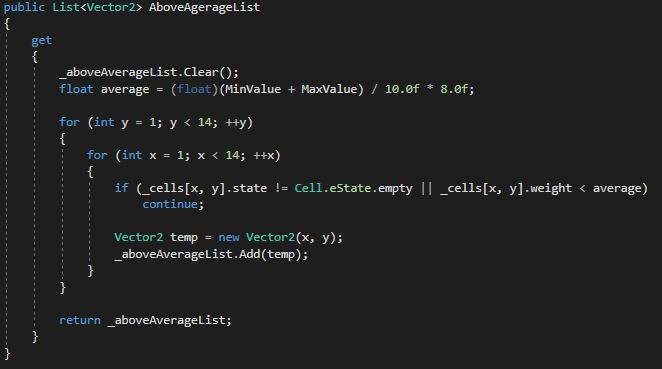 public List<Vector2> AboveAgerageList
{
get
{
_aboveAverageList.Clear();
float average = (float)(MinValue + MaxValue) / 10.0f * 8.0f;
for (int y = 1; y < 14; ++y)
{
for (int x = 1; x < 14; ++x)
{
if (_cells[x, y].state != Cell.eState.empty || _cells[x, y].weight < average)
continue;
Vector2 temp = new Vector2(x, y);
_aboveAverageList.Add(temp);
}
}
return _aboveAverageList;
}
}